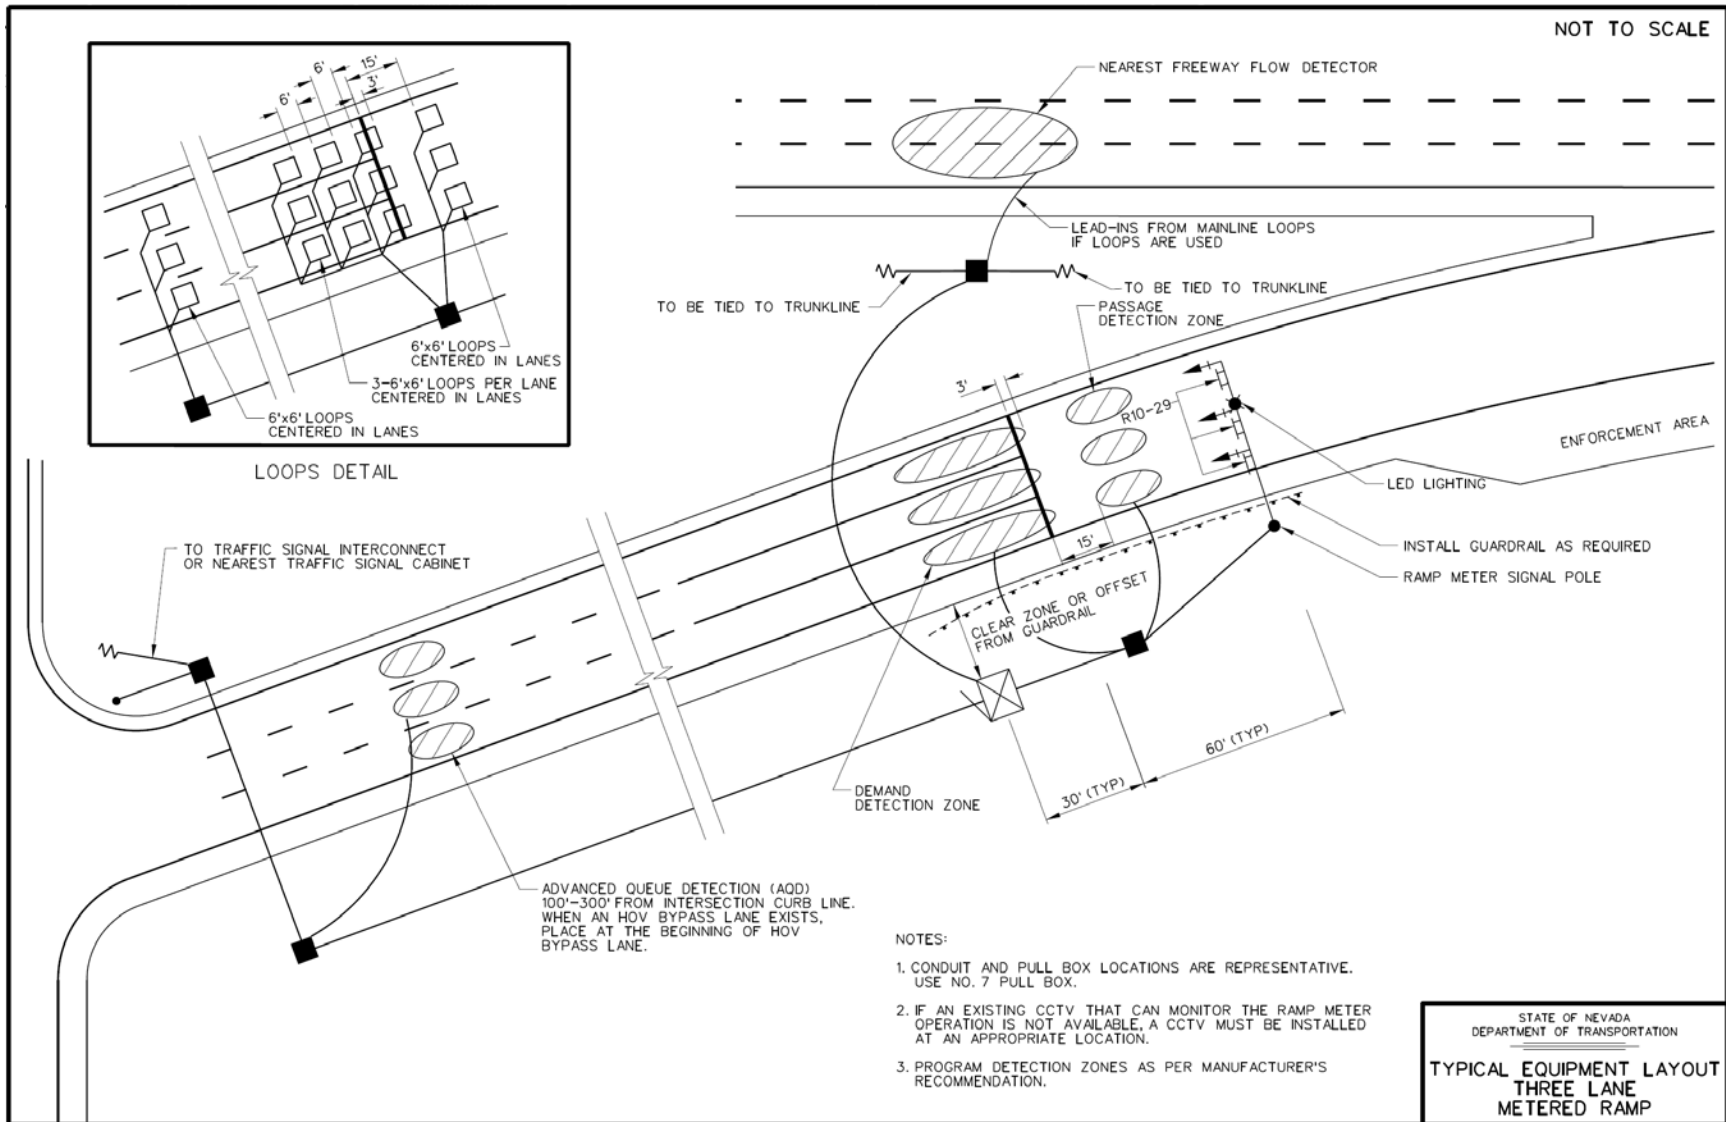 NOT TO SCALE
6'
15'
6'
3'
6'x6' LOOPS
CENTERED IN LANES
3-6'x6' LOOPS PER LANE
CENTERED IN LANES
6'x6' LOOPS
CENTERED IN LANES
LOOPS DETAIL
NEAREST FREEWAY FLOW DETECTOR
LEAD-INS FROM MAINLINE LOOPS
IF LOOPS ARE USED
TO BE TIED TO TRUNKLINE
TO BE TIED TO TRUNKLINE
PASSAGE
DETECTION ZONE
3'
R10-29
ENFORCEMENT AREA
LED LIGHTING
INSTALL GUARDRAIL AS REQUIRED
RAMP METER SIGNAL POLE
15'
CLEAR ZONE OR OFFSET
FROM GUARDRAIL
TO TRAFFIC SIGNAL INTERCONNECT
OR NEAREST TRAFFIC SIGNAL CABINET
60' (TYP)
30' (TYP)
DEMAND
DETECTION ZONE
ADVANCED QUEUE DETECTION (AQD)
100'-300' FROM INTERSECTION CURB LINE.
WHEN AN HOV BYPASS LANE EXISTS,
PLACE AT THE BEGINNING OF HOV
BYPASS LANE.
NOTES:
1. CONDUIT AND PULL BOX LOCATIONS ARE REPRESENTATIVE.
USE NO. 7 PULL BOX.
2. IF AN EXISTING CCTV THAT CAN MONITOR THE RAMP METER
OPERATION IS NOT AVAILABLE, A CCTV MUST BE INSTALLED
AT AN APPROPRIATE LOCATION.
3. PROGRAM DETECTION ZONES AS PER MANUFACTURER'S
RECOMMENDATION.
STATE OF NEVADA
DEPARTMENT OF TRANSPORTATION
TYPICAL EQUIPMENT LAYOUT
THREE LANE
METERED RAMP